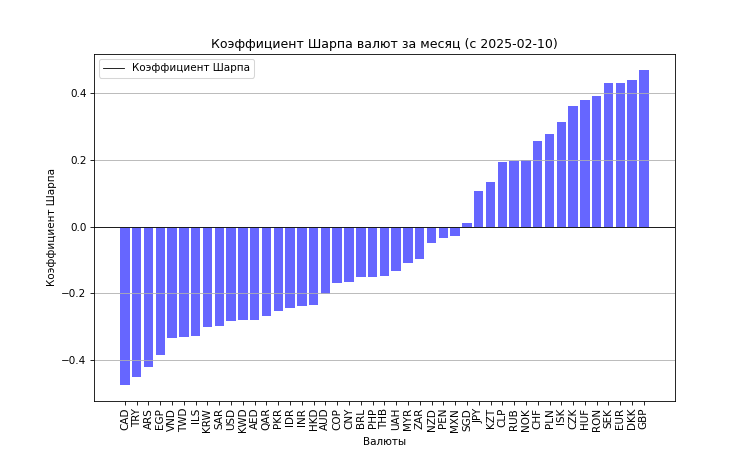 Коэффициент Шарпа валют за месяц (с 2025-02-10)
Коэффициент Шарпа
Коэффициент Шарпа
0.4
0.2
0.0
−0.2
−0.4
CAD TRY ARS EGP VND TWD ILS KRW SAR USD KWD AED QAR PKR IDR INR HKD AUD COP CNY BRL PHP THB UAH MYR ZAR NZD PEN MXN SGD JPY KZT CLP RUB NOK CHF PLN ISK CZK HUF RON SEK EUR DKK GBP
Валюты